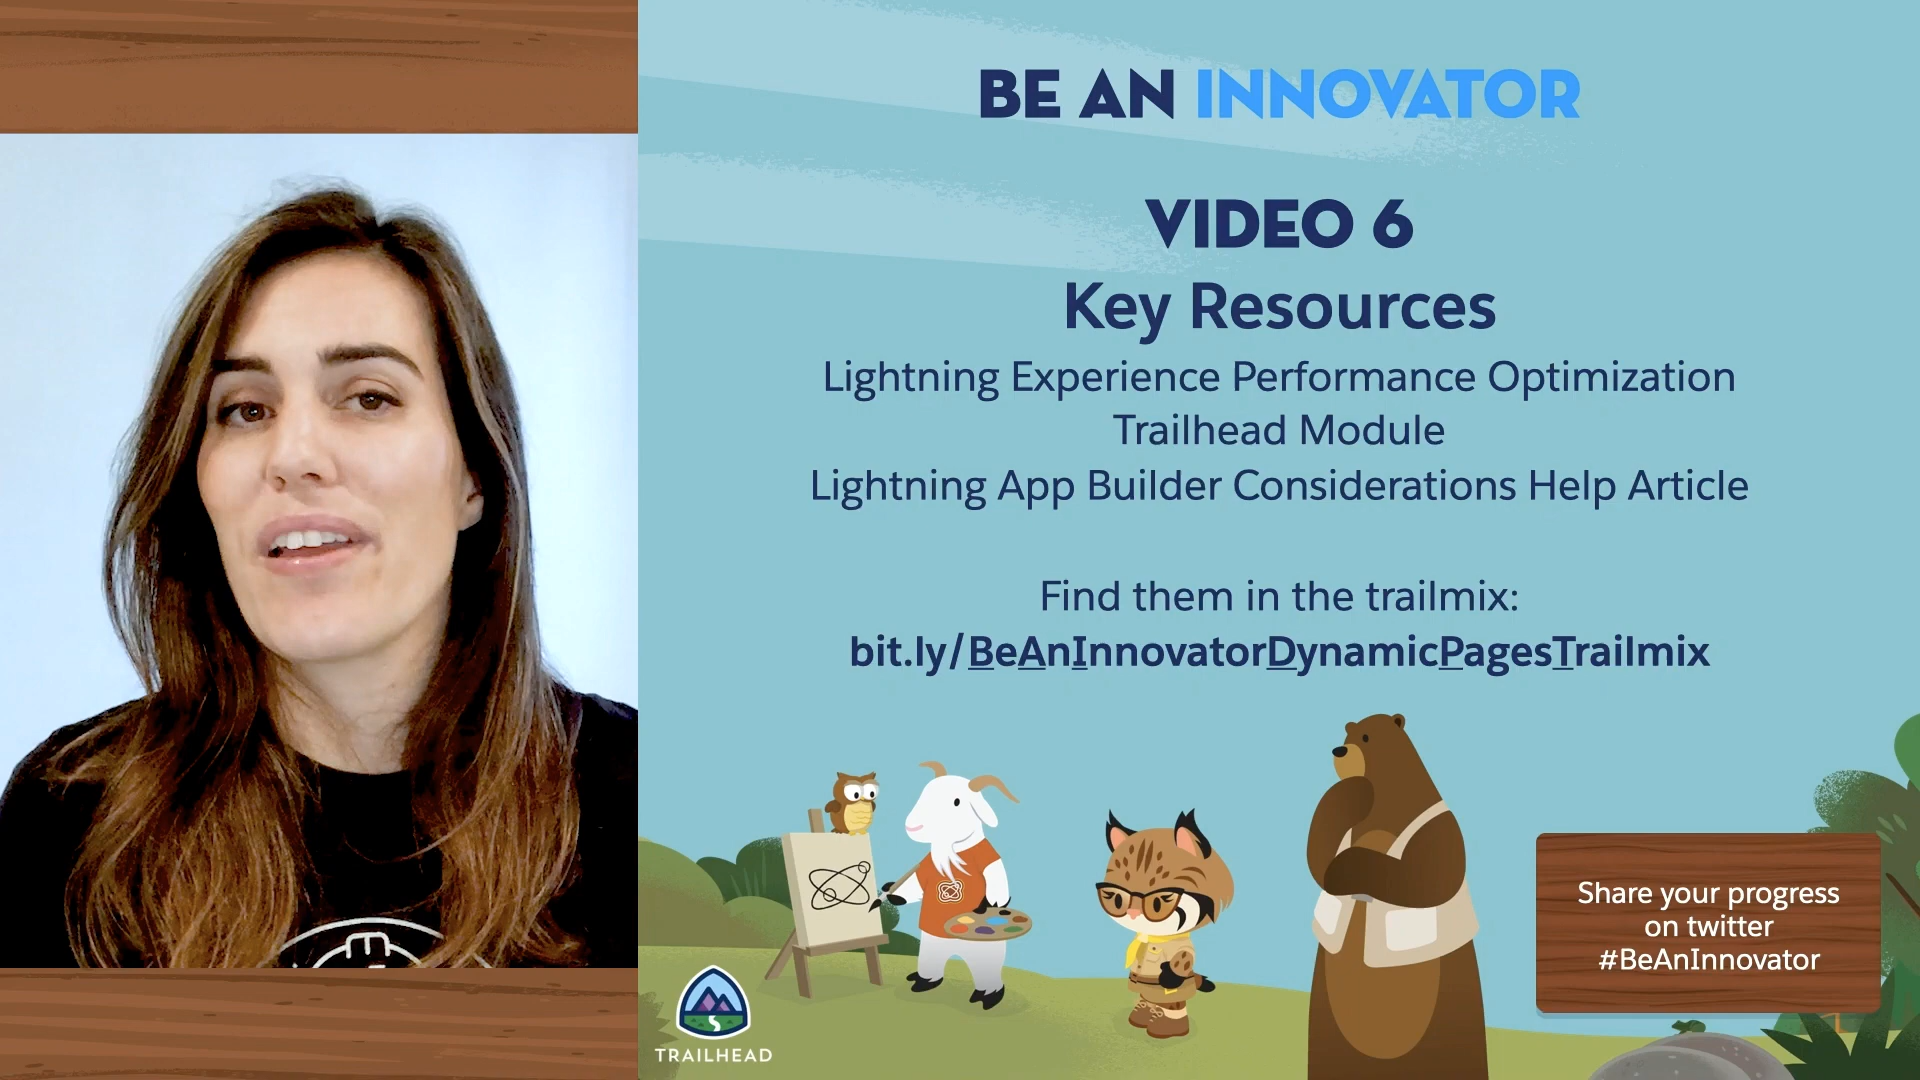 BE AN INNOVATOR
VIDEO 6
Key Resources
Lightning Experience Performance Optimization
Trailhead Module
Lightning App Builder Considerations Help Article
Find them in the trailmix:
bit.ly/BeAnInnovatorDynamicPagesTrailmix
Share your progress
on twitter
#BeAnInnovator
TRAILHEAD